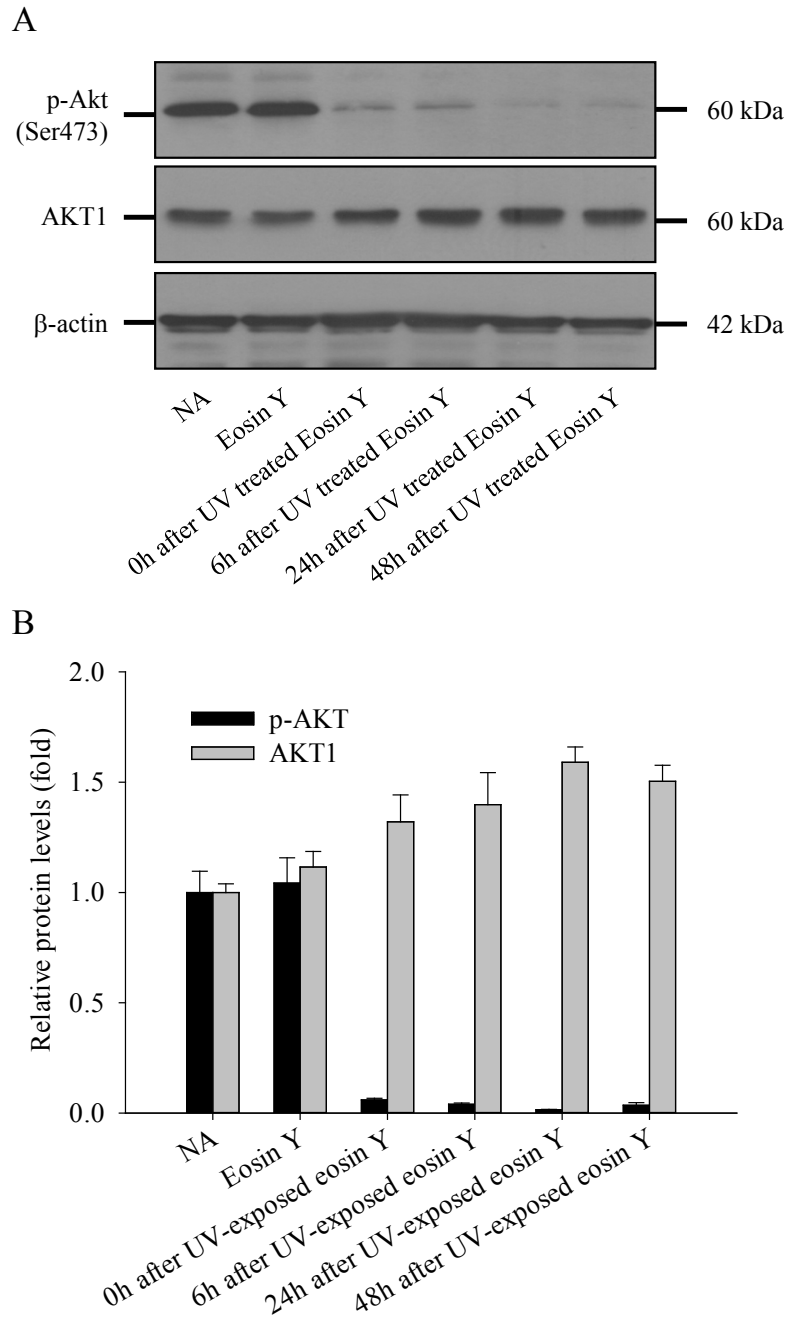 A
p-Akt
(Ser473)
60 kDa
AKT1
60 kDa
β-actin
42 kDa
NA
Eosin Y
0h after UV treated Eosin Y
6h after UV treated Eosin Y
24h after UV treated Eosin Y
48h after UV treated Eosin Y
B
Relative protein levels (fold)
2.0
1.5
1.0
0.5
0.0
p-AKT
AKT1
NA
Eosin Y
0h after UV-exposed eosin Y
6h after UV-exposed eosin Y
24h after UV-exposed eosin Y
48h after UV-exposed eosin Y